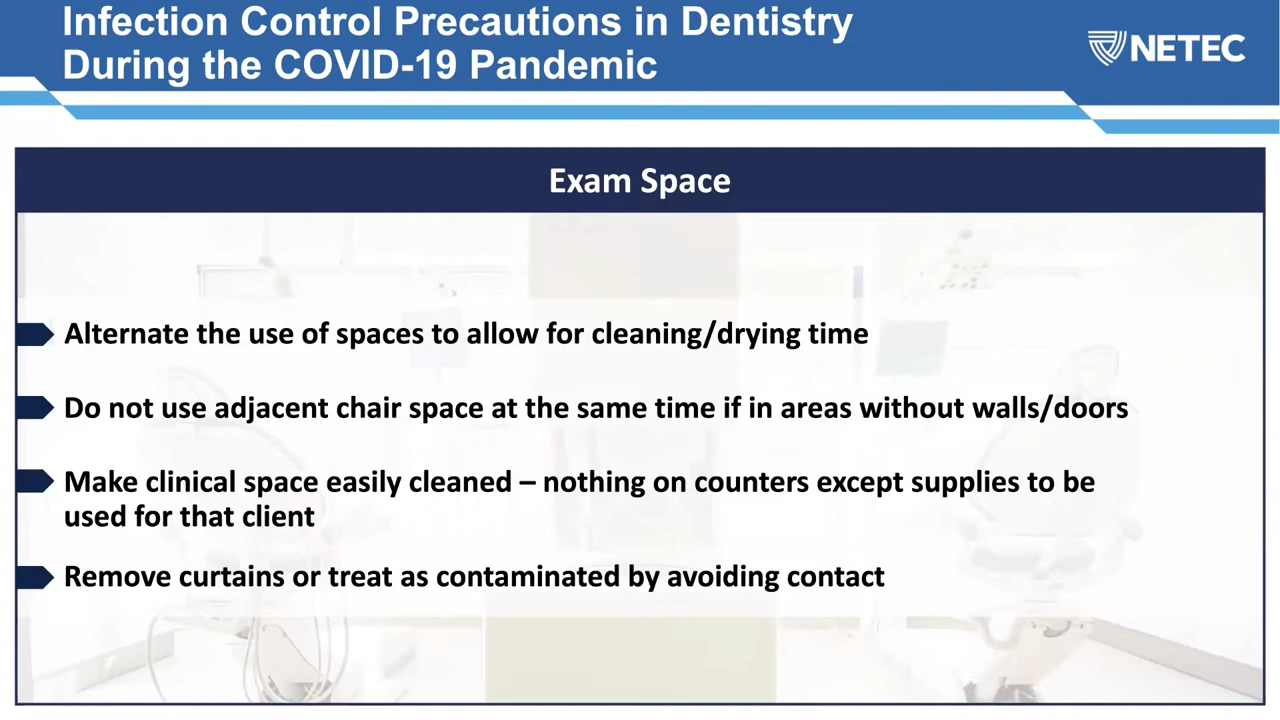 Infection Control Precautions in Dentistry
During the COVID-19 Pandemic
NETEC
Exam Space
Alternate the use of spaces to allow for cleaning/drying time
Do not use adjacent chair space at the same time if in areas without walls/doors
Make clinical space easily cleaned – nothing on counters except supplies to be
used for that client
Remove curtains or treat as contaminated by avoiding contact